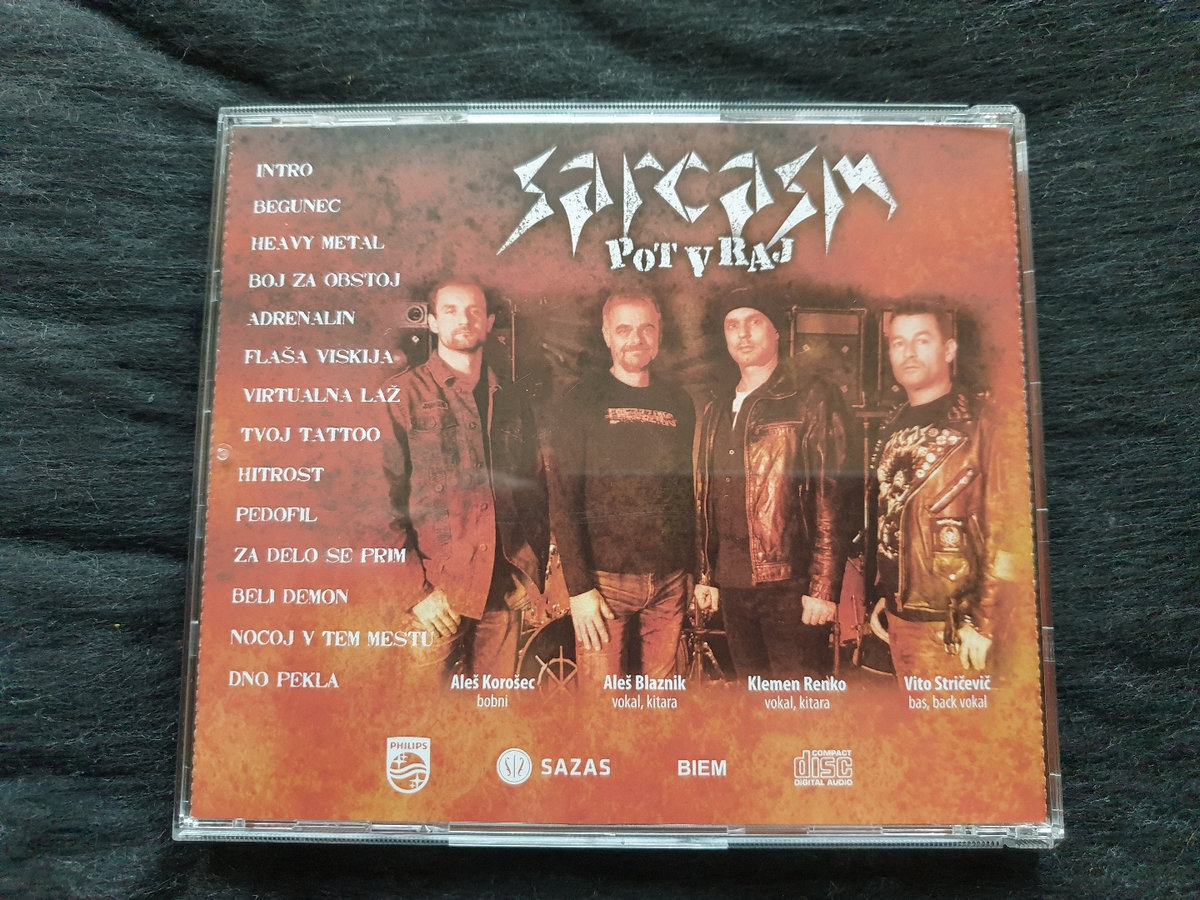 sarcasm
POT V RAJ
INTRO
BEGUNEC
HEAVY METAL
BOJ ZA OBSTOJ
ADRENALIN
FLAŠA VISKIJA
VIRTUALNA LAŽ
TVOJ TATTOO
HITROST
PEDOFIL
ZA DELO SE PRIM
BELI DEMON
NOCOJ V TEM MESTU
DNO PEKLA
Aleš Korošec
bobni
Aleš Blaznik
vokal, kitara
Klemen Renko
vokal, kitara
Vito Stričevič
bas, back vokal
PHILIPS
SAZAS
BIEM
COMPACT
disc
DIGITAL AUDIO